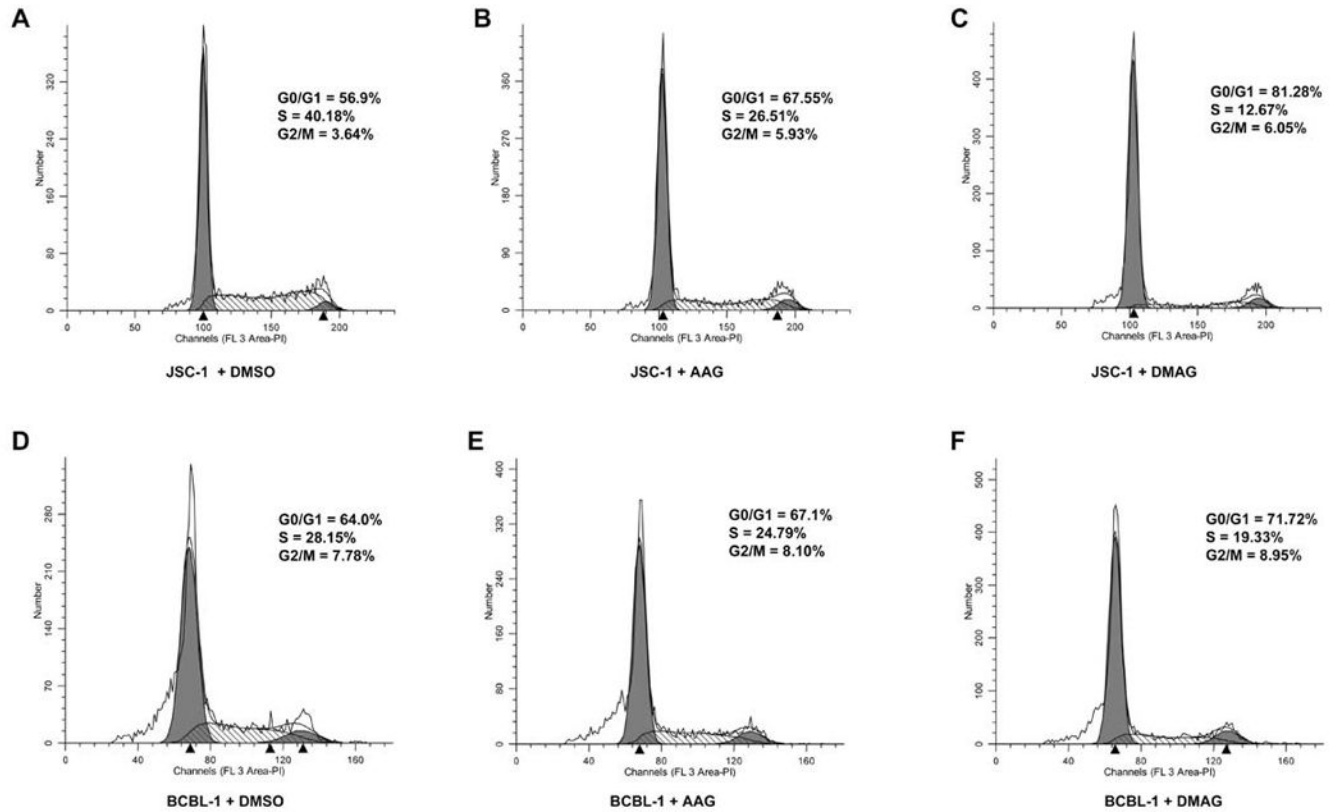 A
320
240
160
80
0
Number
G0/G1 = 56.9%
S = 40.18%
G2/M = 3.64%
0 50 100 150 200
Channels (FL 3 Area-PI)
JSC-1 + DMSO
B
360
270
180
90
0
Number
G0/G1 = 67.55%
S = 26.51%
G2/M = 5.93%
0 50 100 150 200
Channels (FL 3 Area-PI)
JSC-1 + AAG
C
400
300
200
100
0
Number
G0/G1 = 81.28%
S = 12.67%
G2/M = 6.05%
0 50 100 150 200
Channels (FL 3 Area-PI)
JSC-1 + DMAG
D
280
210
140
70
0
Number
G0/G1 = 64.0%
S = 28.15%
G2/M = 7.78%
0 40 80 120 160
Channels (FL 3 Area-PI)
BCBL-1 + DMSO
E
400
320
240
160
80
0
Number
G0/G1 = 67.1%
S = 24.79%
G2/M = 8.10%
0 40 80 120 160
Channels (FL 3 Area-PI)
BCBL-1 + AAG
F
500
400
300
200
100
0
Number
G0/G1 = 71.72%
S = 19.33%
G2/M = 8.95%
0 40 80 120 160
Channels (FL 3 Area-PI)
BCBL-1 + DMAG